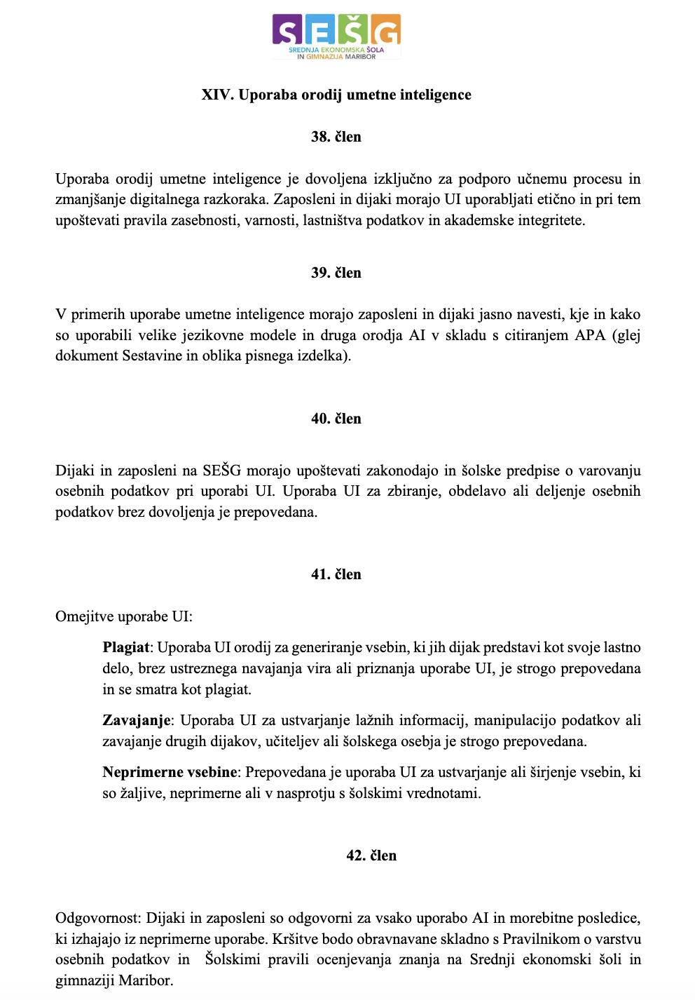 SEŠG
SREDNJA EKONOMSKA ŠOLA
IN GIMNAZIJA MARIBOR
XIV. Uporaba orodij umetne inteligence
38. člen
Uporaba orodij umetne inteligence je dovoljena izključno za podporo učnemu procesu in
zmanjšanje digitalnega razkoraka. Zaposleni in dijaki morajo UI uporabljati etično in pri tem
upoštevati pravila zasebnosti, varnosti, lastništva podatkov in akademske integritete.
39. člen
V primerih uporabe umetne inteligence morajo zaposleni in dijaki jasno navesti, kje in kako
so uporabili velike jezikovne modele in druga orodja AI v skladu s citiranjem APA (glej
dokument Sestavine in oblika pisnega izdelka).
40. člen
Dijaki in zaposleni na SEŠG morajo upoštevati zakonodajo in šolske predpise o varovanju
osebnih podatkov pri uporabi UI. Uporaba UI za zbiranje, obdelavo ali deljenje osebnih
podatkov brez dovoljenja je prepovedana.
41. člen
Omejitve uporabe UI:
Plagiat: Uporaba UI orodij za generiranje vsebin, ki jih dijak predstavi kot svoje lastno
delo, brez ustreznega navajanja vira ali priznanja uporabe UI, je strogo prepovedana
in se smatra kot plagiat.
Zavajanje: Uporaba UI za ustvarjanje lažnih informacij, manipulacijo podatkov ali
zavajanje drugih dijakov, učiteljev ali šolskega osebja je strogo prepovedana.
Neprimerne vsebine: Prepovedana je uporaba UI za ustvarjanje ali širjenje vsebin, ki
so žaljive, neprimerne ali v nasprotju s šolskimi vrednotami.
42. člen
Odgovornost: Dijaki in zaposleni so odgovorni za vsako uporabo AI in morebitne posledice,
ki izhajajo iz neprimerne uporabe. Kršitve bodo obravnavane skladno s Pravilnikom o varstvu
osebnih podatkov in Šolskimi pravili ocenjevanja znanja na Srednji ekonomski šoli in
gimnaziji Maribor.